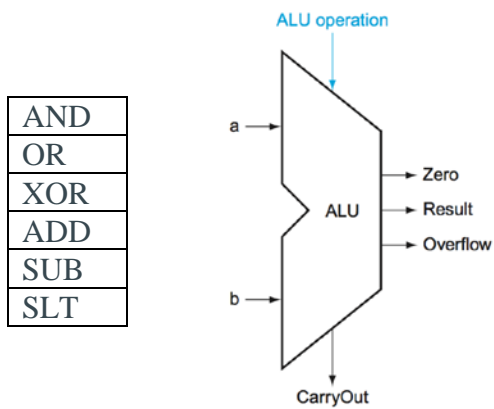 AND
OR
XOR
ADD
SUB
SLT
ALU operation
a
Zero
ALU
Result
Overflow
b
CarryOut